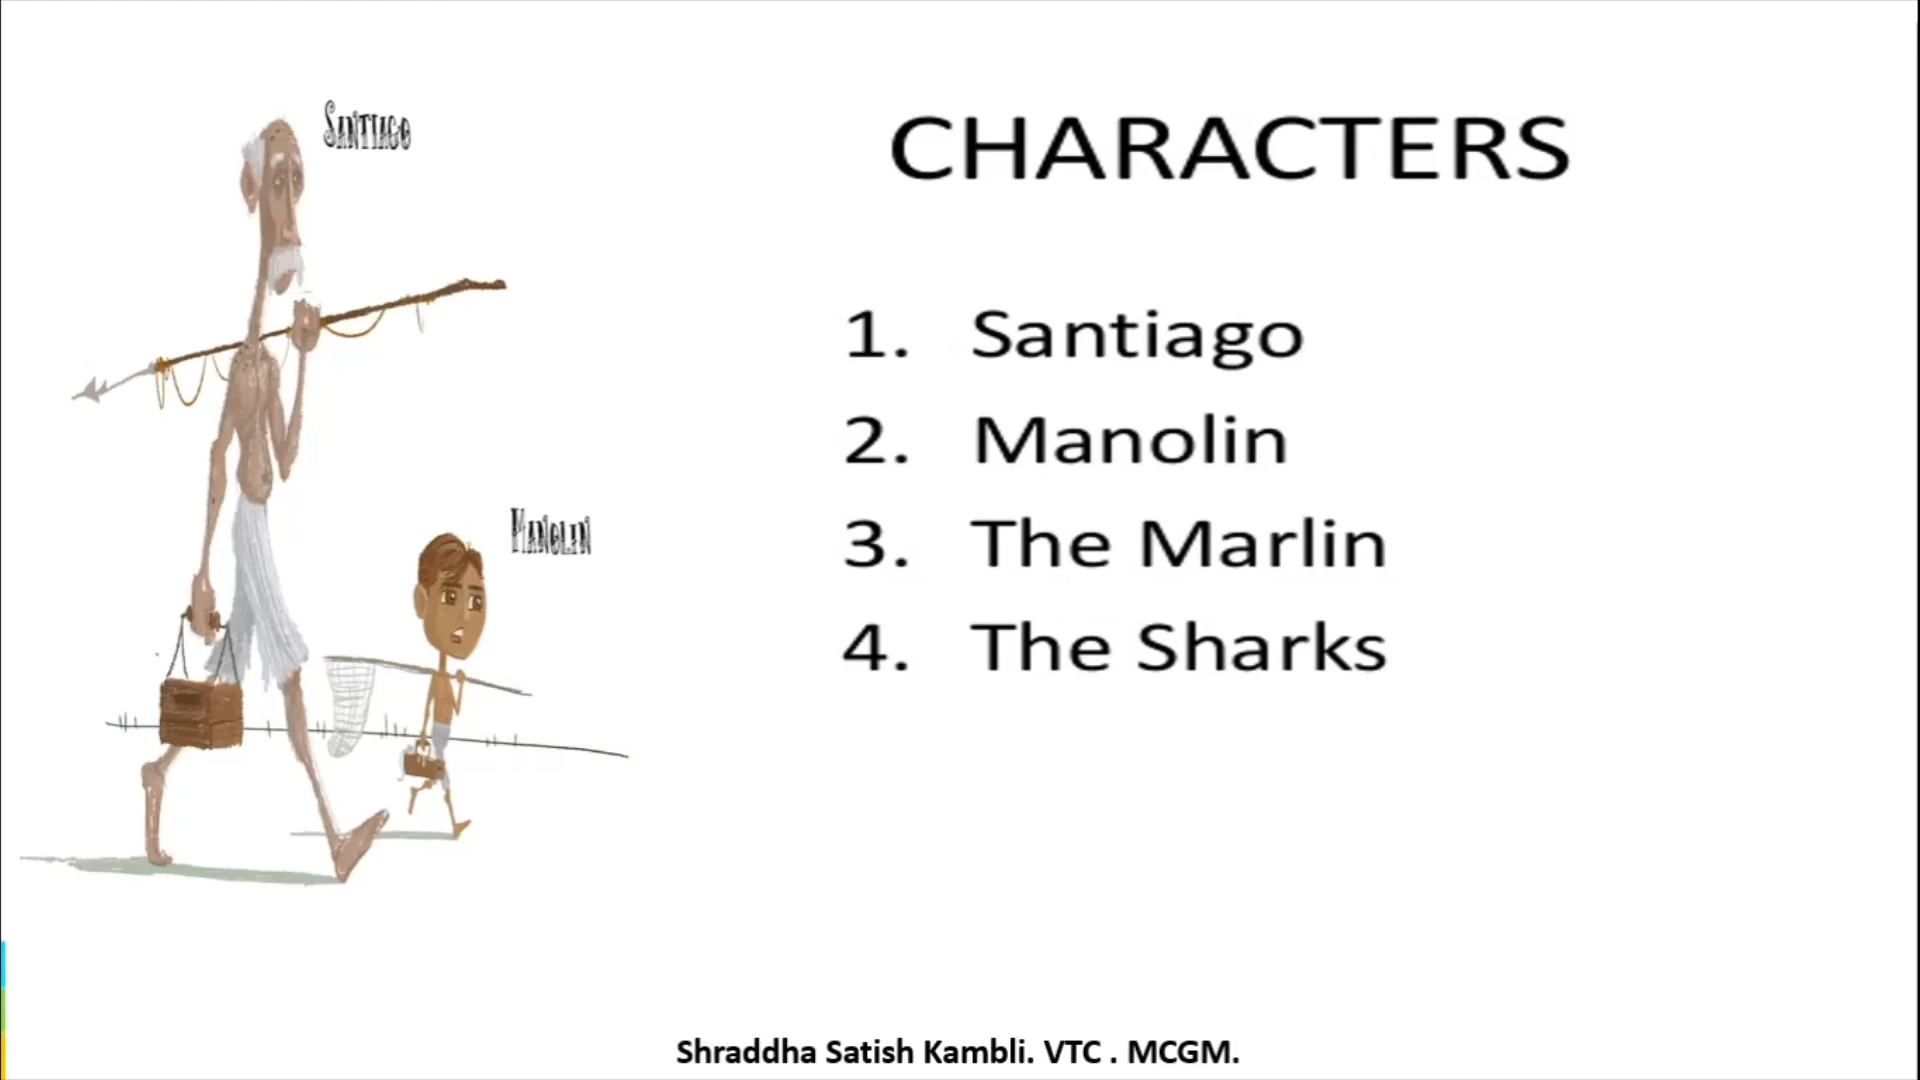 SANTIAGO
CHARACTERS
1. Santiago
2. Manolin
MANOLIN
3. The Marlin
4. The Sharks
Shraddha Satish Kambli. VTC . MCGM.